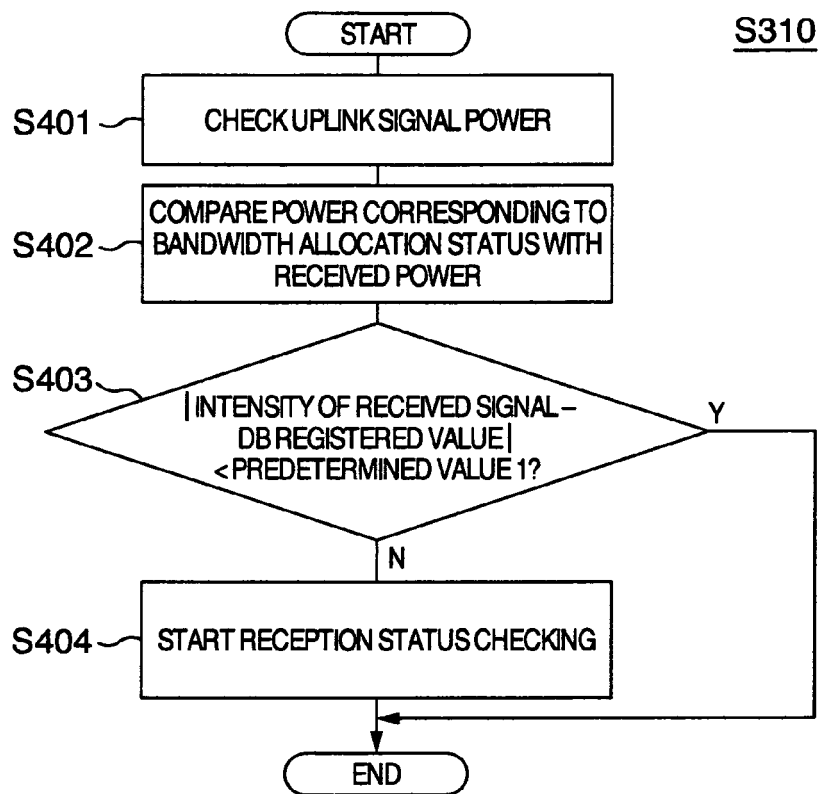 START
S310
S401
CHECK UPLINK SIGNAL POWER
S402
COMPARE POWER CORRESPONDING TO
BANDWIDTH ALLOCATION STATUS WITH
RECEIVED POWER
S403
| INTENSITY OF RECEIVED SIGNAL –
DB REGISTERED VALUE |
< PREDETERMINED VALUE 1?
Y
N
S404
START RECEPTION STATUS CHECKING
END